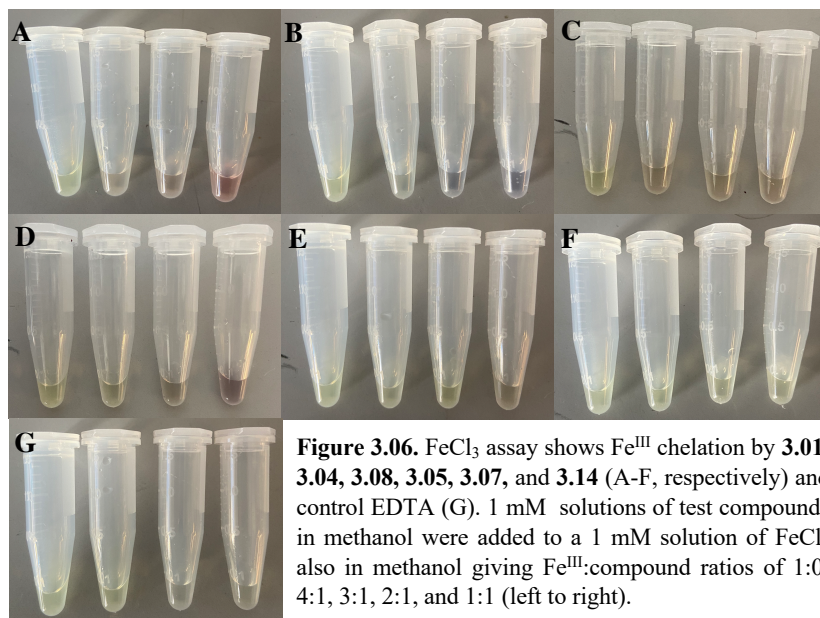 A
B
C
D
E
F
G
Figure 3.06. FeCl3 assay shows FeIII chelation by 3.01
3.04, 3.08, 3.05, 3.07, and 3.14 (A-F, respectively) and
control EDTA (G). 1 mM solutions of test compound
in methanol were added to a 1 mM solution of FeCl
also in methanol giving FeIII:compound ratios of 1:0
4:1, 3:1, 2:1, and 1:1 (left to right).